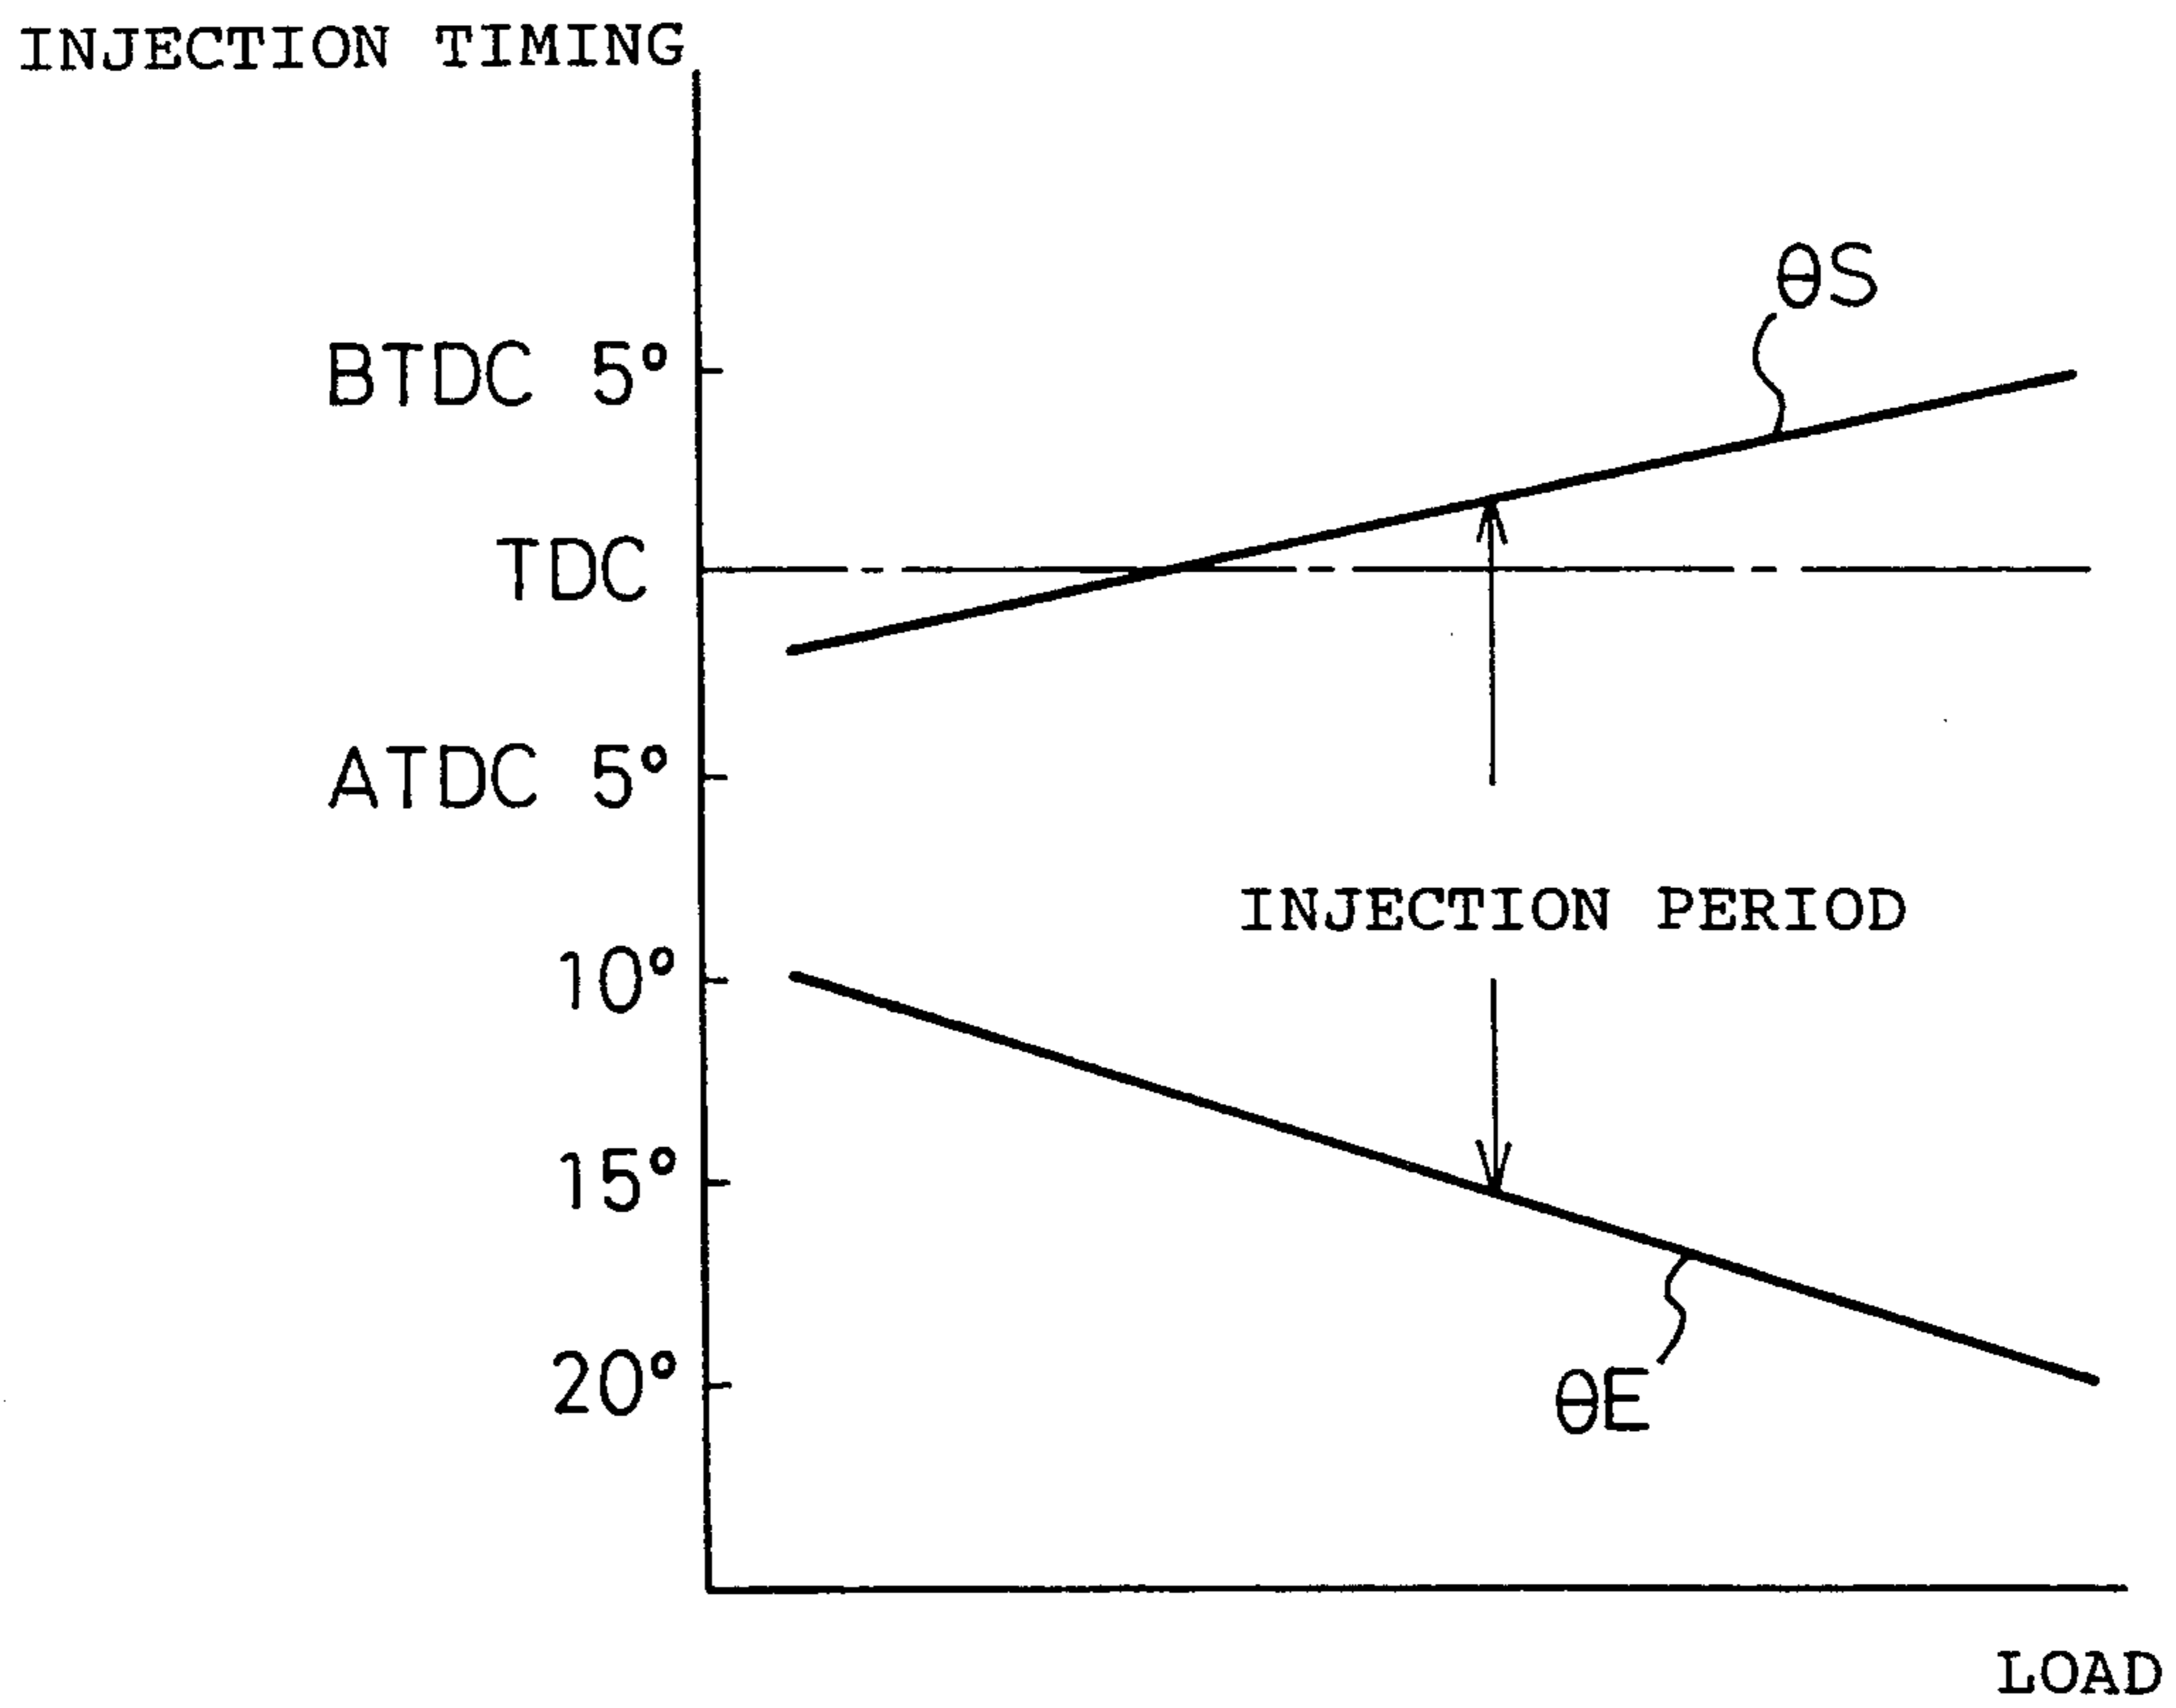 INJECTION TIMING
θS
BTDC 5°
TDC
ATDC 5°
INJECTION PERIOD
10°
15°
20°
θE
LOAD